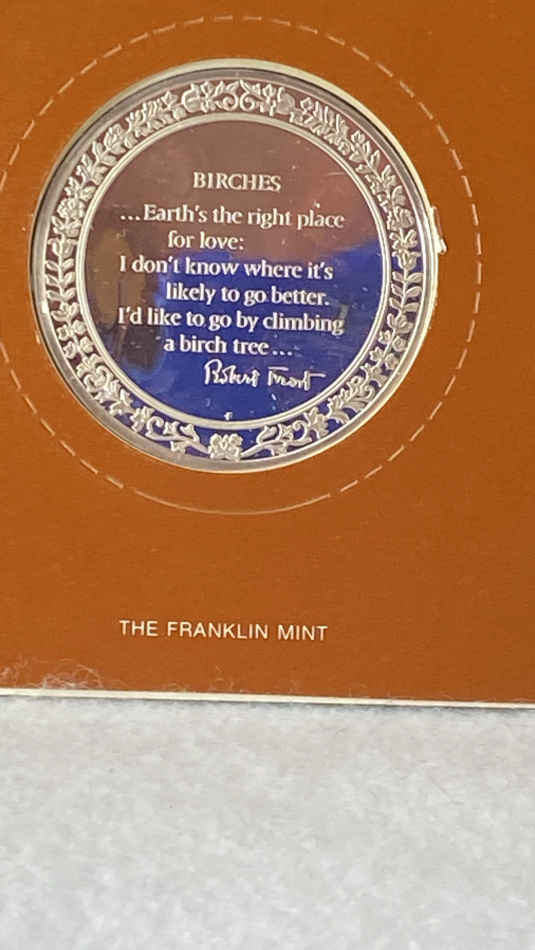 BIRCHES
...Earth's the right place
for love:
I don't know where it's
likely to go better.
I'd like to go by climbing
a birch tree...
Robert Frost
THE FRANKLIN MINT